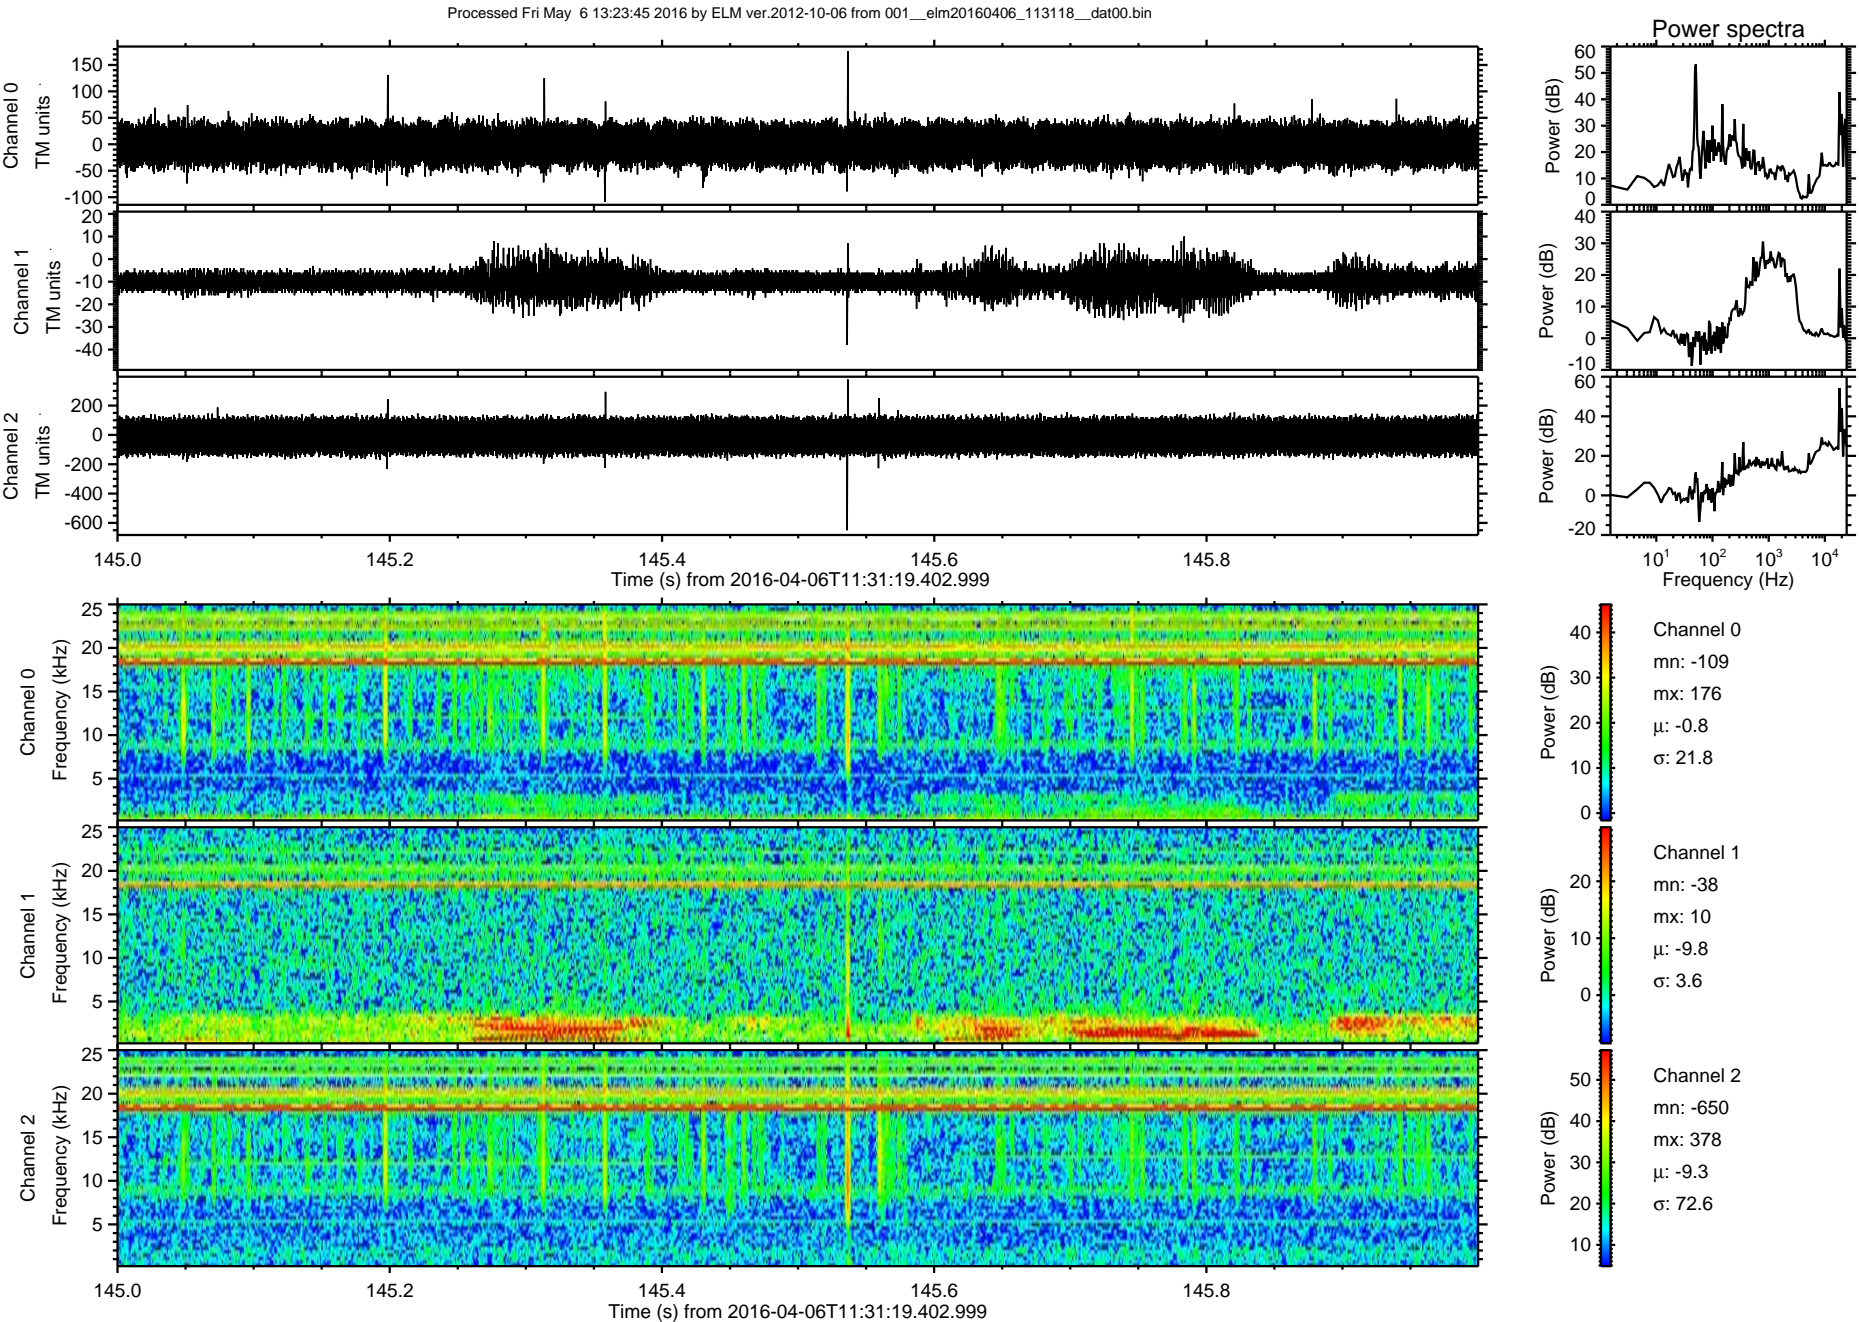 Processed Fri May  6 13:23:45 2016 by ELM ver.2012-10-06 from 001__elm20160406_113118__dat00.bin
Power spectra
Channel 0
TM units
150
100
50
0
-50
-100
Power (dB)
60
50
40
30
20
10
0
Channel 1
TM units
20
10
0
-10
-20
-30
-40
Power (dB)
40
30
20
10
0
-10
Channel 2
TM units
200
0
-200
-400
-600
Power (dB)
60
40
20
0
-20
145.0 145.2 145.4 145.6 145.8
Time (s) from 2016-04-06T11:31:19.402.999
10^1 10^2 10^3 10^4
Frequency (Hz)
Channel 0
Frequency (kHz)
25
20
15
10
5
Power (dB)
40
30
20
10
0
Channel 0
mn: -109
mx: 176
μ: -0.8
σ: 21.8
Channel 1
Frequency (kHz)
25
20
15
10
5
Power (dB)
20
10
0
Channel 1
mn: -38
mx: 10
μ: -9.8
σ: 3.6
Channel 2
Frequency (kHz)
25
20
15
10
5
Power (dB)
50
40
30
20
10
Channel 2
mn: -650
mx: 378
μ: -9.3
σ: 72.6
145.0 145.2 145.4 145.6 145.8
Time (s) from 2016-04-06T11:31:19.402.999